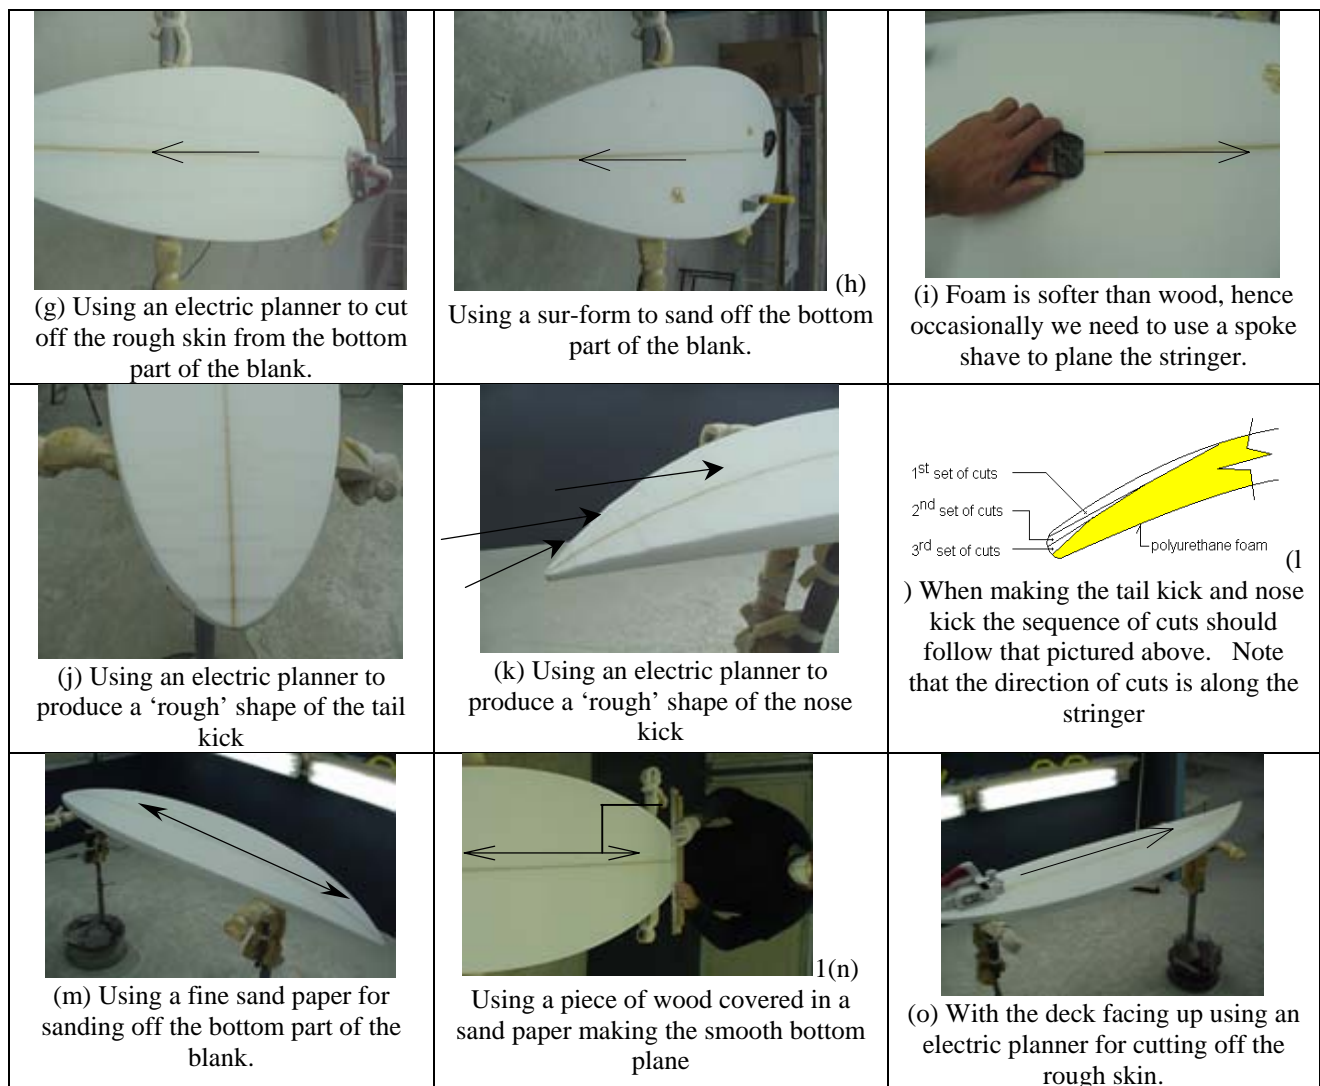 (g) Using an electric planner to cut
off the rough skin from the bottom
part of the blank.
(h)
Using a sur-form to sand off the bottom
part of the blank.
(i) Foam is softer than wood, hence
occasionally we need to use a spoke
shave to plane the stringer.
(j) Using an electric planner to
produce a ‘rough’ shape of the tail
kick
(k) Using an electric planner to
produce a ‘rough’ shape of the nose
kick
1st set of cuts
2nd set of cuts
3rd set of cuts
polyurethane foam
(l
) When making the tail kick and nose
kick the sequence of cuts should
follow that pictured above. Note
that the direction of cuts is along the
stringer
(m) Using a fine sand paper for
sanding off the bottom part of the
blank.
1(n)
Using a piece of wood covered in a
sand paper making the smooth bottom
plane
(o) With the deck facing up using an
electric planner for cutting off the
rough skin.